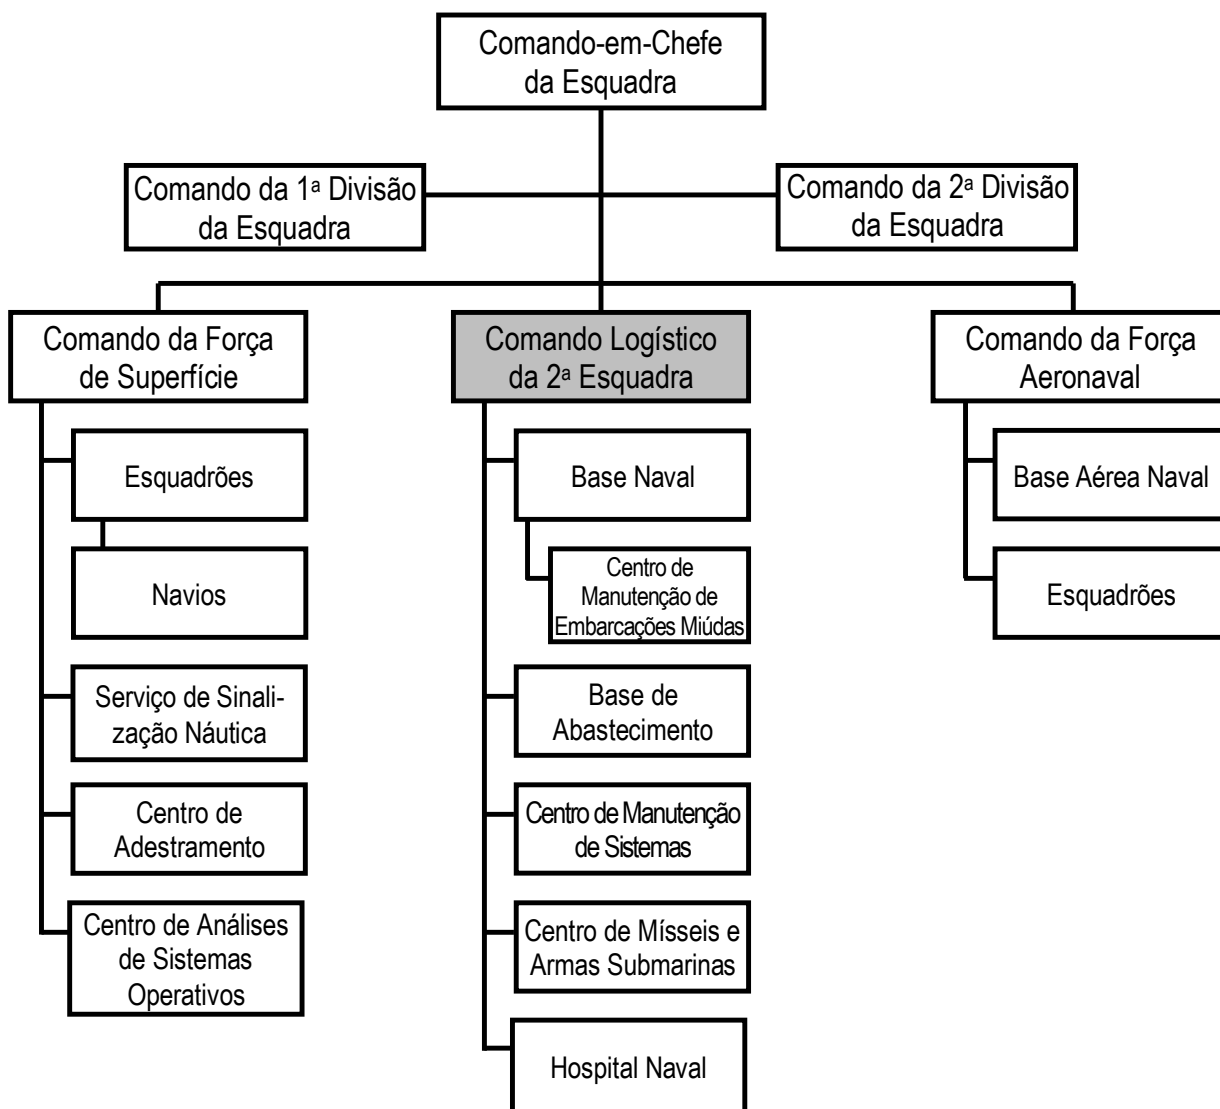 Comando-em-Chefe
da Esquadra
Comando da 1ª Divisão
da Esquadra
Comando da 2ª Divisão
da Esquadra
Comando da Força
de Superfície
Comando Logístico
da 2ª Esquadra
Comando da Força
Aeronaval
Esquadrões
Navios
Serviço de Sinali-
zação Náutica
Centro de
Adestramento
Centro de Análises
de Sistemas
Operativos
Base Naval
Centro de
Manutenção de
Embarcações Miúdas
Base de
Abastecimento
Centro de Manutenção
de Sistemas
Centro de Mísseis e
Armas Submarinas
Hospital Naval
Base Aérea Naval
Esquadrões